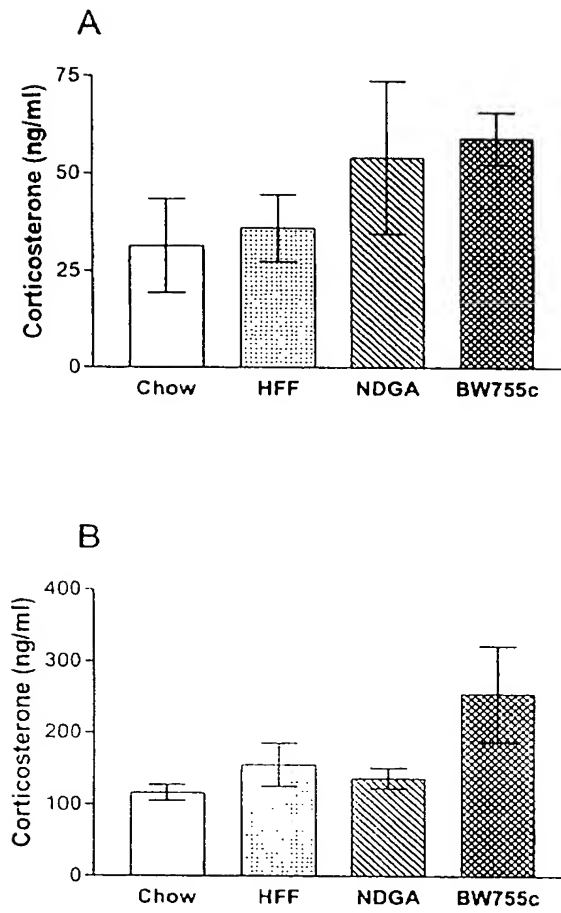 A
Corticosterone (ng/ml)
75
50
25
0
Chow HFF NDGA BW755c
B
Corticosterone (ng/ml)
400
300
200
100
0
Chow HFF NDGA BW755c